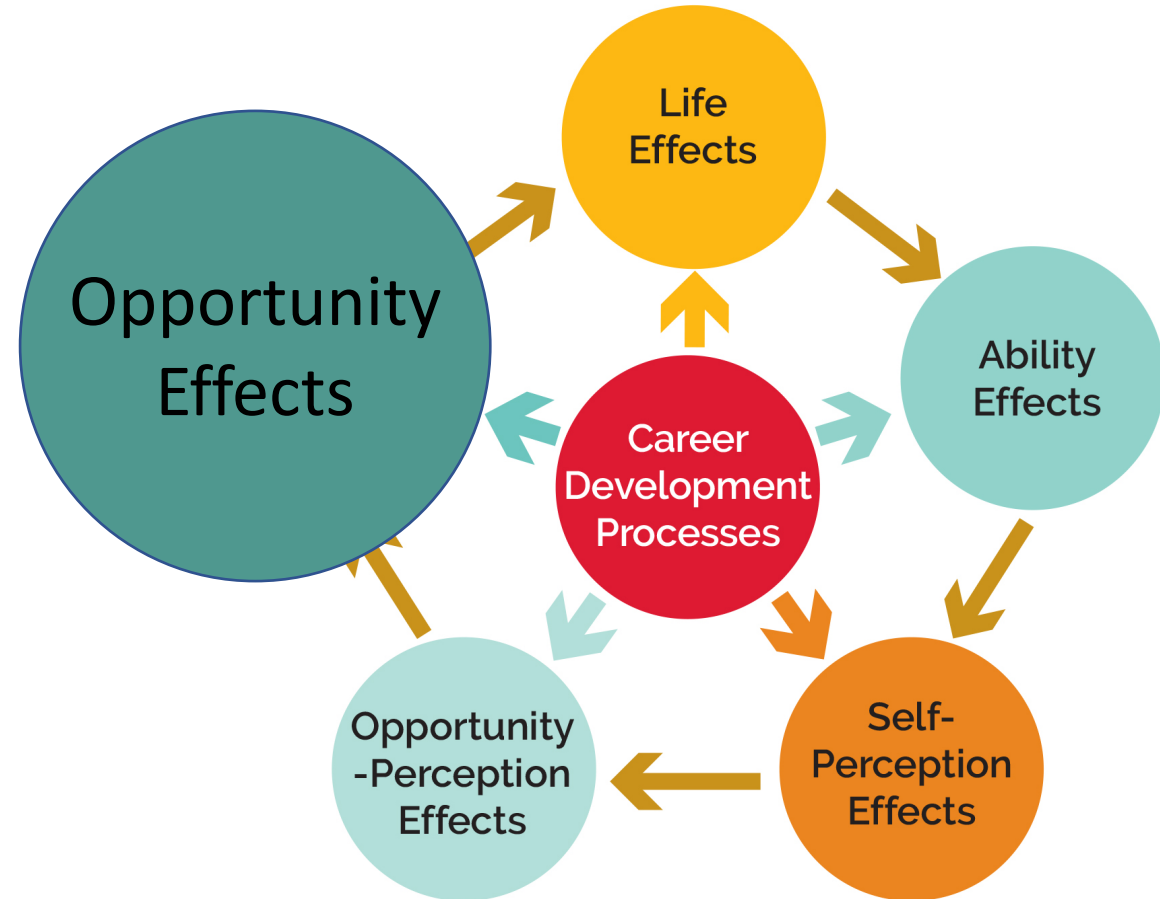 Life
Effects
Opportunity
Effects
Ability
Effects
Career
Development
Processes
Opportunity
-Perception
Effects
Self-
Perception
Effects